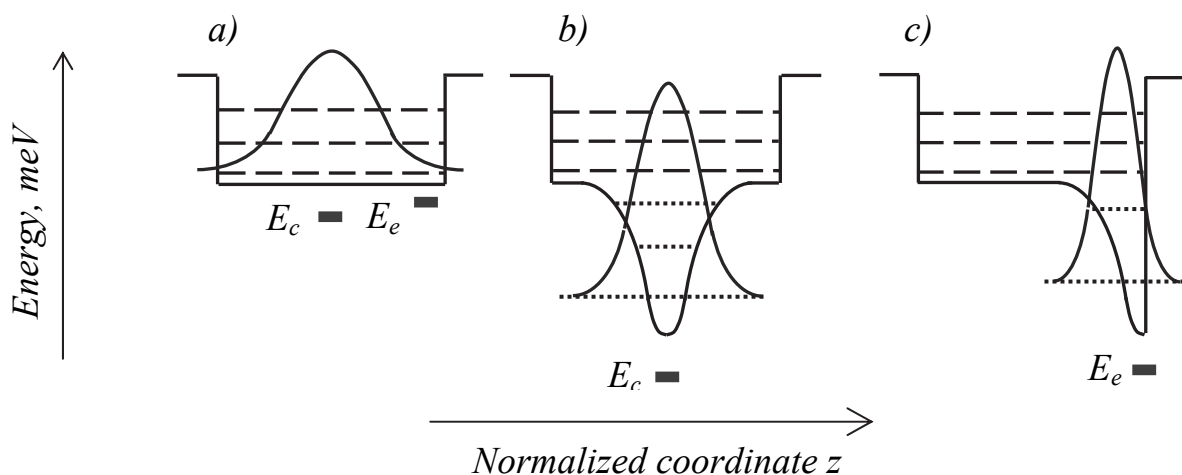 a)
b)
c)
Energy, meV
E_c
E_e
E_c
E_e
Normalized coordinate z